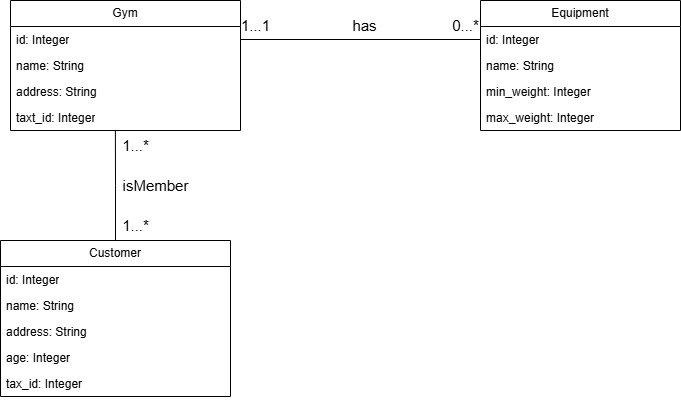 Gym
id: Integer
name: String
address: String
taxt_id: Integer
1...1
has
0...*
Equipment
id: Integer
name: String
min_weight: Integer
max_weight: Integer
1...*
isMember
1...*
Customer
id: Integer
name: String
address: String
age: Integer
tax_id: Integer